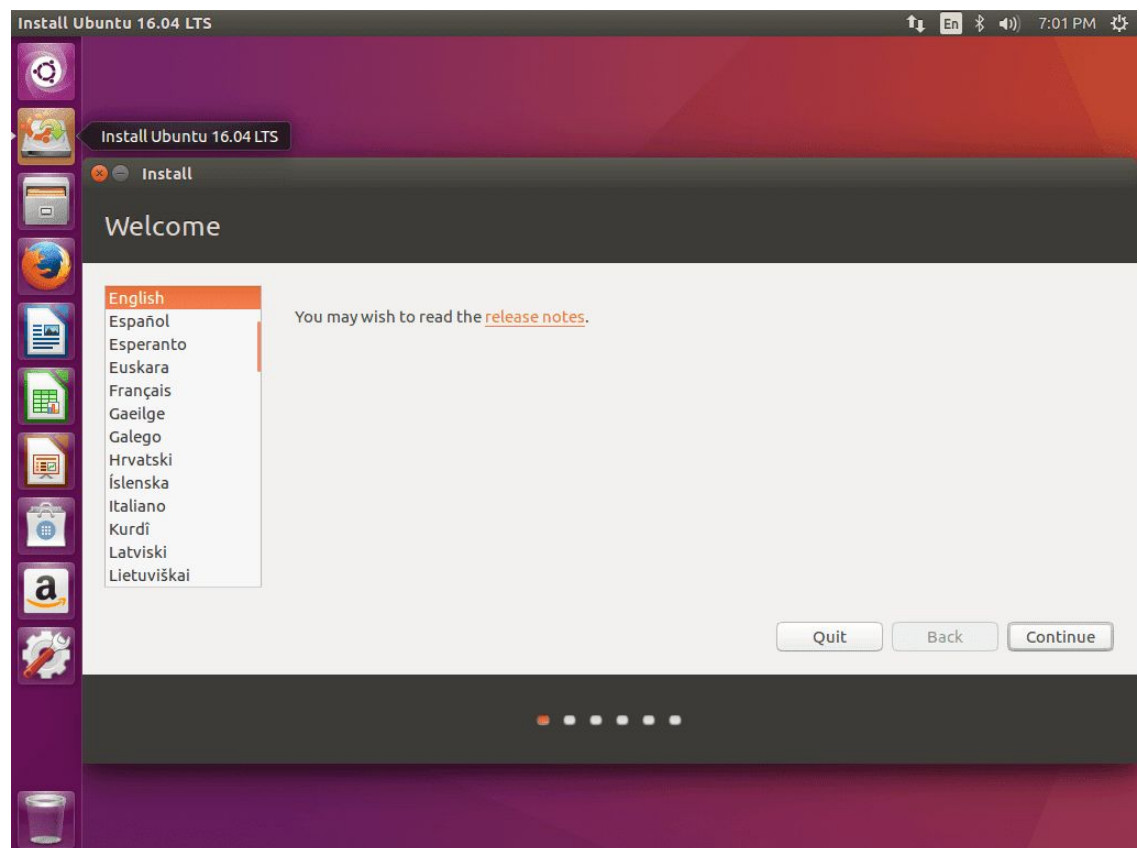 Install Ubuntu 16.04 LTS
En
7:01 PM
Install Ubuntu 16.04 LTS
Install
Welcome
English
Español
Esperanto
Euskara
Français
Gaeilge
Galego
Hrvatski
Íslenska
Italiano
Kurdî
Latviski
Lietuviškai
You may wish to read the release notes.
Quit
Back
Continue
a